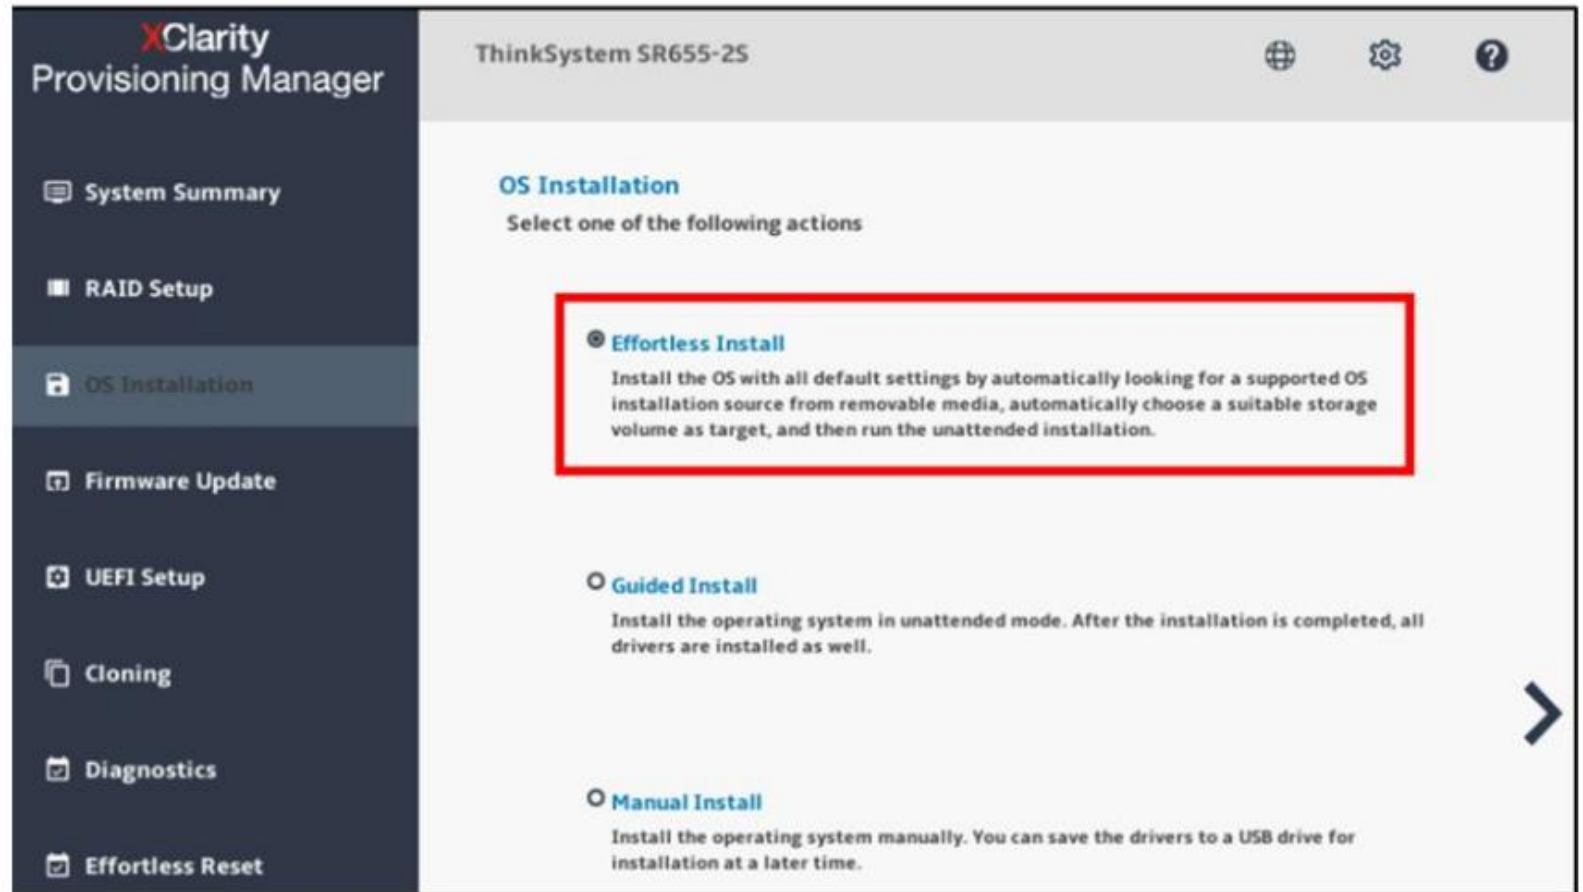 XClarity
Provisioning Manager
System Summary
RAID Setup
OS Installation
Firmware Update
UEFI Setup
Cloning
Diagnostics
Effortless Reset
ThinkSystem SR655-2S
OS Installation
Select one of the following actions
Effortless Install
Install the OS with all default settings by automatically looking for a supported OS
installation source from removable media, automatically choose a suitable storage
volume as target, and then run the unattended installation.
Guided Install
Install the operating system in unattended mode. After the installation is completed, all
drivers are installed as well.
Manual Install
Install the operating system manually. You can save the drivers to a USB drive for
installation at a later time.